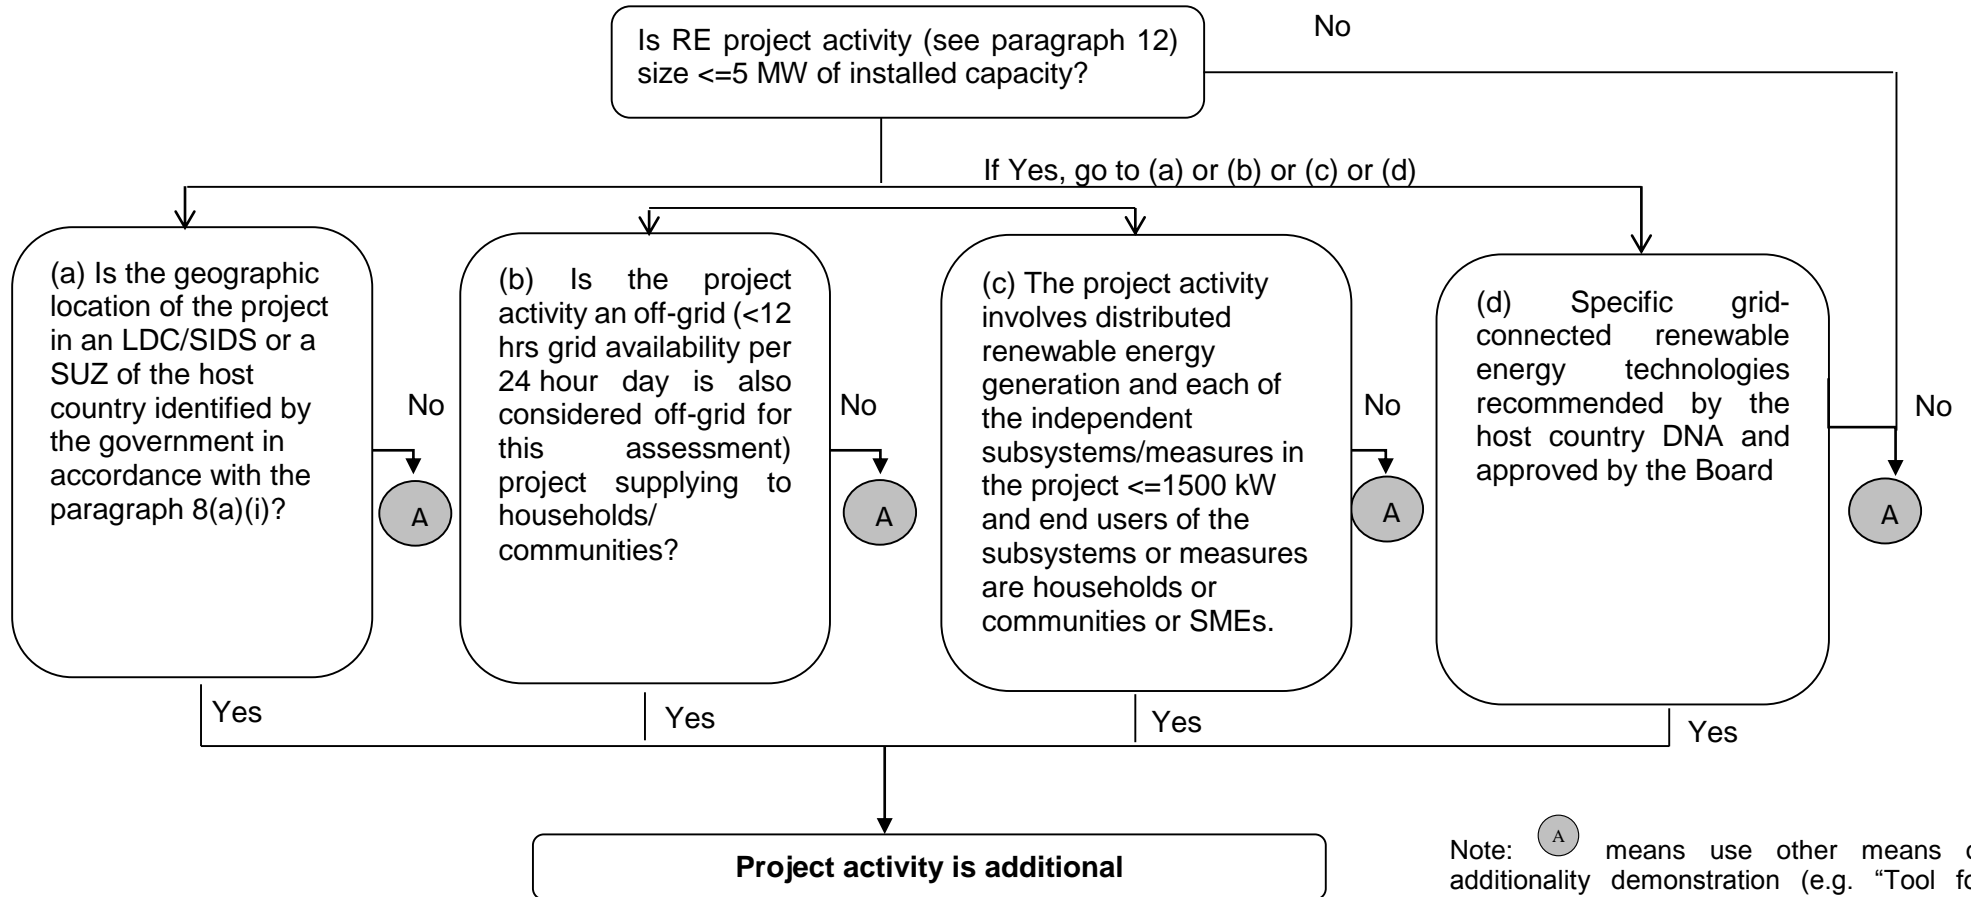 Is RE project activity (see paragraph 12)
size <=5 MW of installed capacity?
No
If Yes, go to (a) or (b) or (c) or (d)
(a) Is the geographic
location of the project
in an LDC/SIDS or a
SUZ of the host
country identified by
the government in
accordance with the
paragraph 8(a)(i)?
No
A
(b) Is the project
activity an off-grid (<12
hrs grid availability per
24 hour day is also
considered off-grid for
this assessment)
project supplying to
households/
communities?
No
A
(c) The project activity
involves distributed
renewable energy
generation and each of
the independent
subsystems/measures in
the project <=1500 kW
and end users of the
subsystems or measures
are households or
communities or SMEs.
No
A
(d) Specific grid-
connected renewable
energy technologies
recommended by the
host country DNA and
approved by the Board
No
A
Yes
Yes
Yes
Yes
Project activity is additional
Note: A means use other means
additionality demonstration (e.g. “Tool